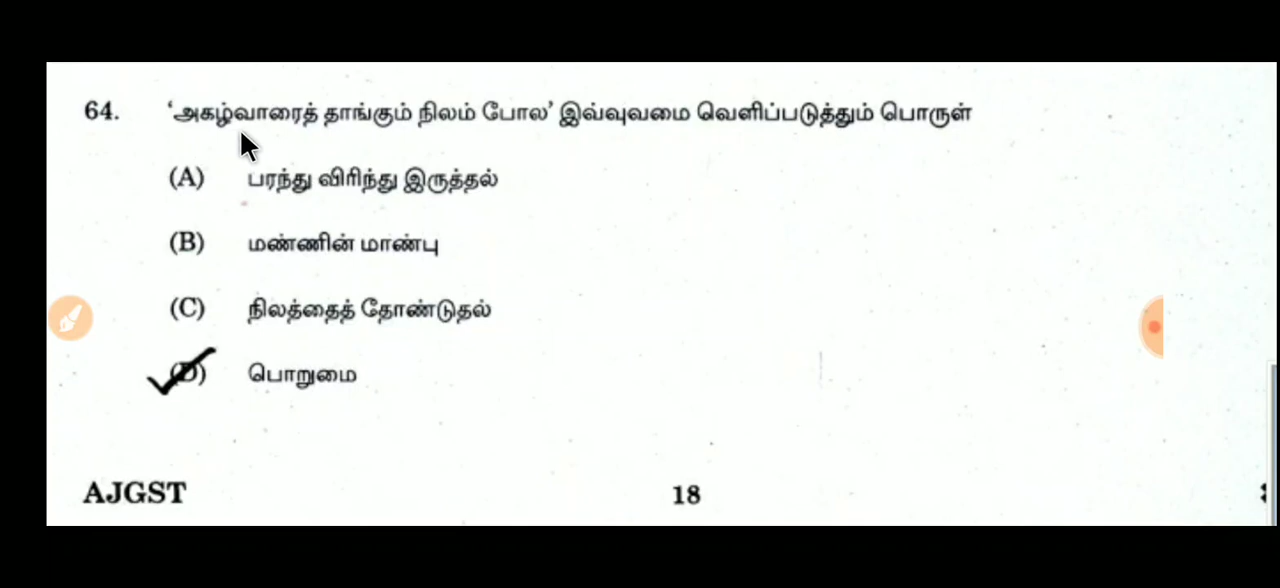 64. ‘அகழ்வாரைத் தாங்கும் நிலம் போல’ இவ்வுவமை வெளிப்படுத்தும் பொருள்
(A) பரந்து விரிந்து இருத்தல்
(B) மண்ணின் மாண்பு
(C) நிலத்தைத் தோண்டுதல்
(D) பொறுமை
AJGST 18